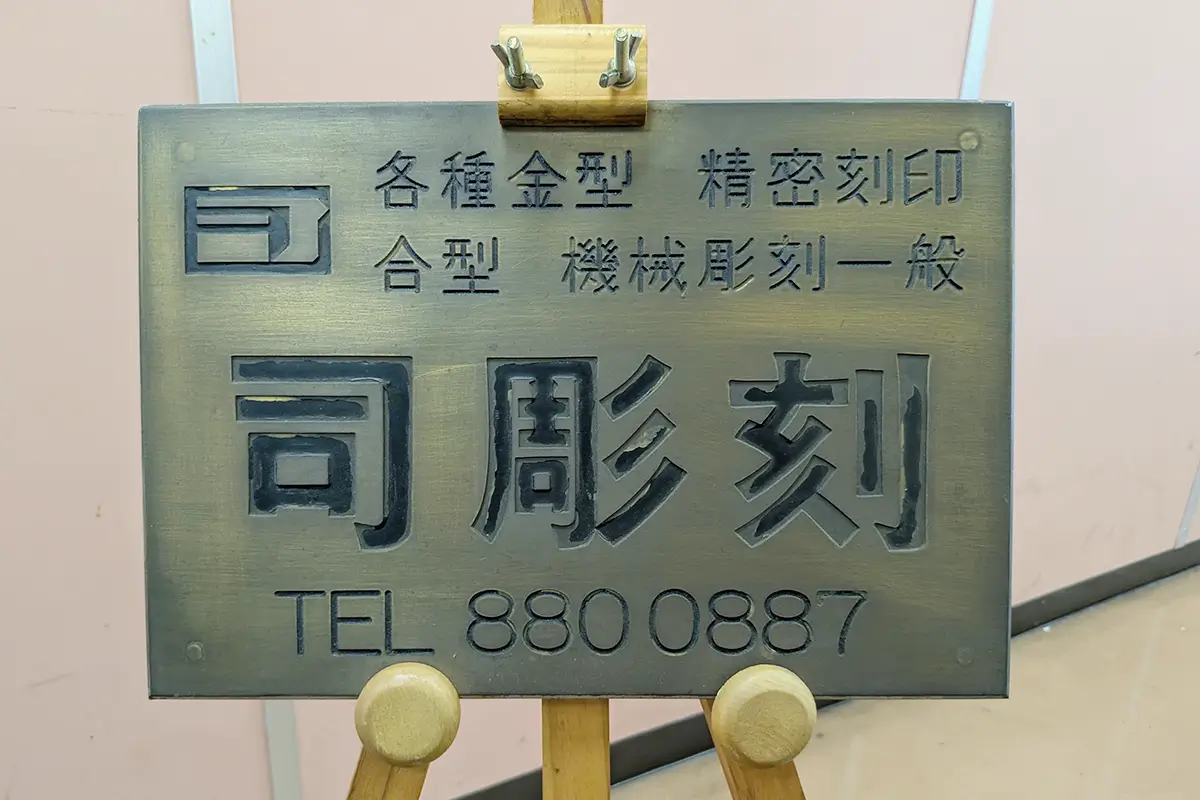 各種金型 精密刻印
司
合型 機械彫刻一般
司彫刻
TEL 880 0887